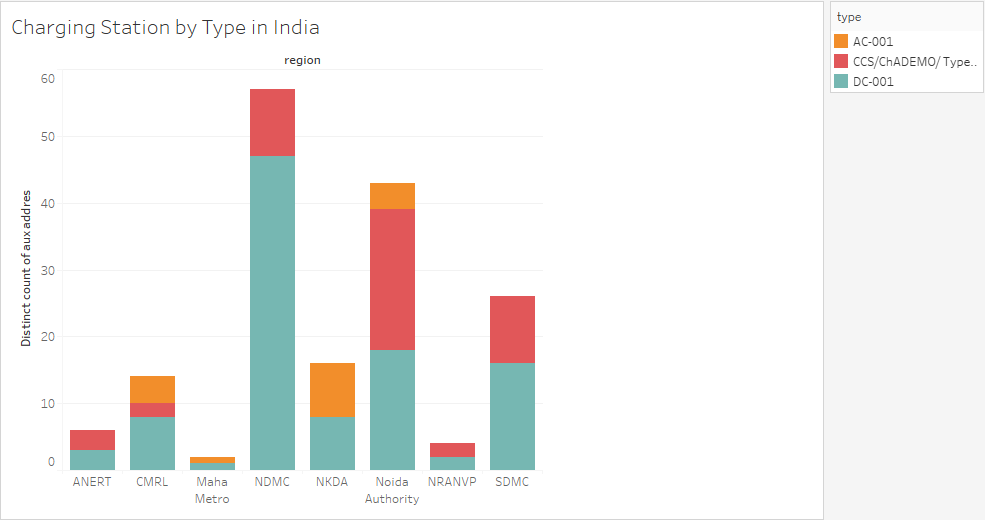 Charging Station by Type in India
type
AC-001
CCS/ChADEMO/ Type..
DC-001
region
Distinct count of aux addres
60
50
40
30
20
10
0
ANERT CMRL Maha Metro NDMC NKDA Noida Authority NRANVP SDMC